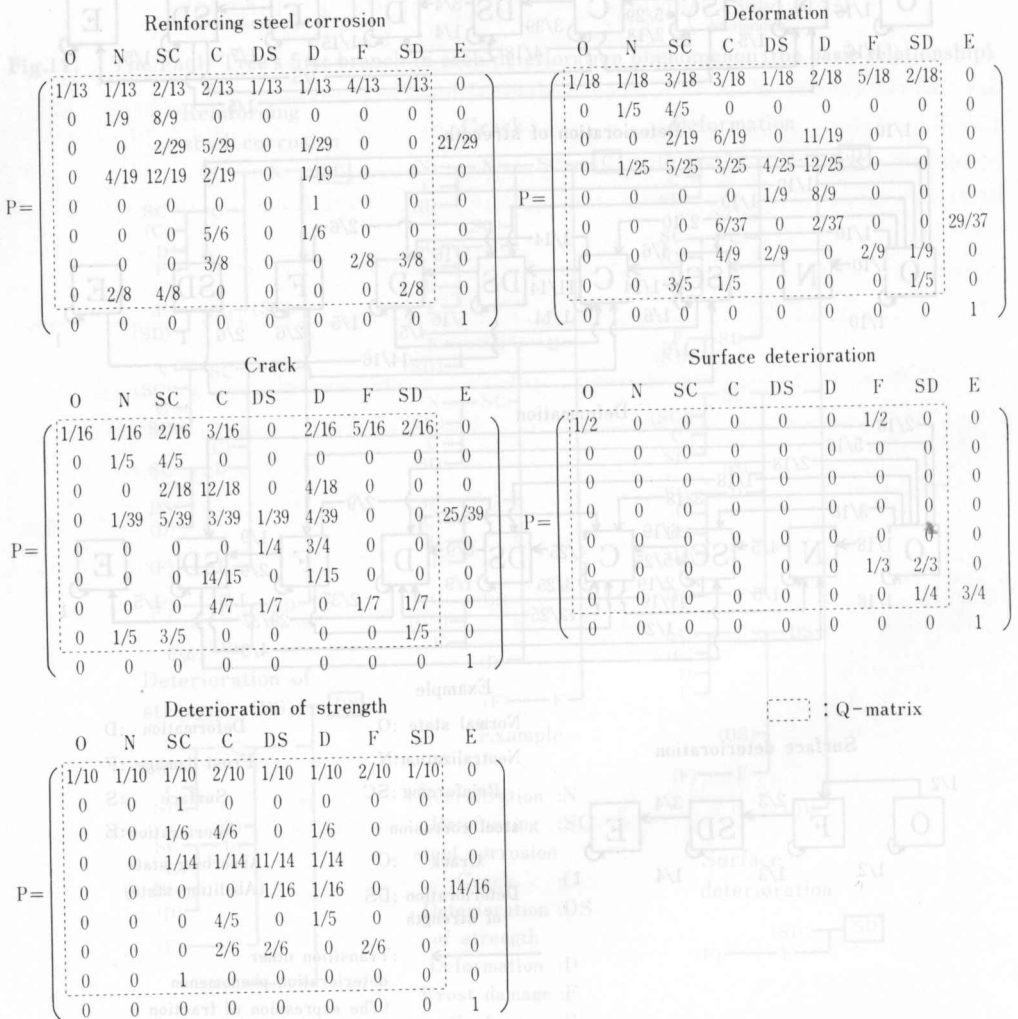 Reinforcing steel corrosion
O N SC C DS D F SD E
1/13 1/13 2/13 2/13 1/13 1/13 4/13 1/13 0
0 1/9 8/9 0 0 0 0 0 0
0 0 2/29 5/29 0 1/29 0 0 21/29
0 4/19 12/19 2/19 0 1/19 0 0 0
P= 0 0 0 0 0 1 0 0 0
0 0 0 5/6 0 1/6 0 0 0
0 0 0 3/8 0 0 2/8 3/8 0
0 2/8 4/8 0 0 0 0 2/8 0
0 0 0 0 0 0 0 0 1
Deformation
O N SC C DS D F SD E
1/18 1/18 3/18 3/18 1/18 2/18 5/18 2/18 0
0 1/5 4/5 0 0 0 0 0 0
0 0 2/19 6/19 0 11/19 0 0 0
0 1/25 5/25 3/25 4/25 12/25 0 0 0
P= 0 0 0 0 1/9 8/9 0 0 0
0 0 0 6/37 0 2/37 0 0 29/37
0 0 0 4/9 2/9 0 2/9 1/9 0
0 0 3/5 1/5 0 0 0 1/5 0
0 0 0 0 0 0 0 0 1
Crack
O N SC C DS D F SD E
1/16 1/16 2/16 3/16 0 2/16 5/16 2/16 0
0 1/5 4/5 0 0 0 0 0 0
0 0 2/18 12/18 0 4/18 0 0 0
0 1/39 5/39 3/39 1/39 4/39 0 0 25/39
P= 0 0 0 0 1/4 3/4 0 0 0
0 0 0 14/15 0 1/15 0 0 0
0 0 0 4/7 1/7 0 1/7 1/7 0
0 1/5 3/5 0 0 0 0 1/5 0
0 0 0 0 0 0 0 0 1
Surface deterioration
O N SC C DS D F SD E
1/2 0 0 0 0 0 1/2 0 0
0 0 0 0 0 0 0 0 0
0 0 0 0 0 0 0 0 0
0 0 0 0 0 0 0 0 0
P= 0 0 0 0 0 0 0 0 0
0 0 0 0 0 0 1/3 2/3 0
0 0 0 0 0 0 0 1/4 3/4
0 0 0 0 0 0 0 0 1
Deterioration of strength
O N SC C DS D F SD E
1/10 1/10 1/10 2/10 1/10 1/10 2/10 1/10 0
0 0 1 0 0 0 0 0 0
0 0 1/6 4/6 0 1/6 0 0 0
0 0 1/14 1/14 11/14 1/14 0 0 0
P= 0 0 0 0 1/16 1/16 0 0 14/16
0 0 0 4/5 0 1/5 0 0 0
0 0 0 2/6 2/6 0 2/6 0 0
0 0 1 0 0 0 0 0 0
0 0 0 0 0 0 0 0 1
: Q-matrix